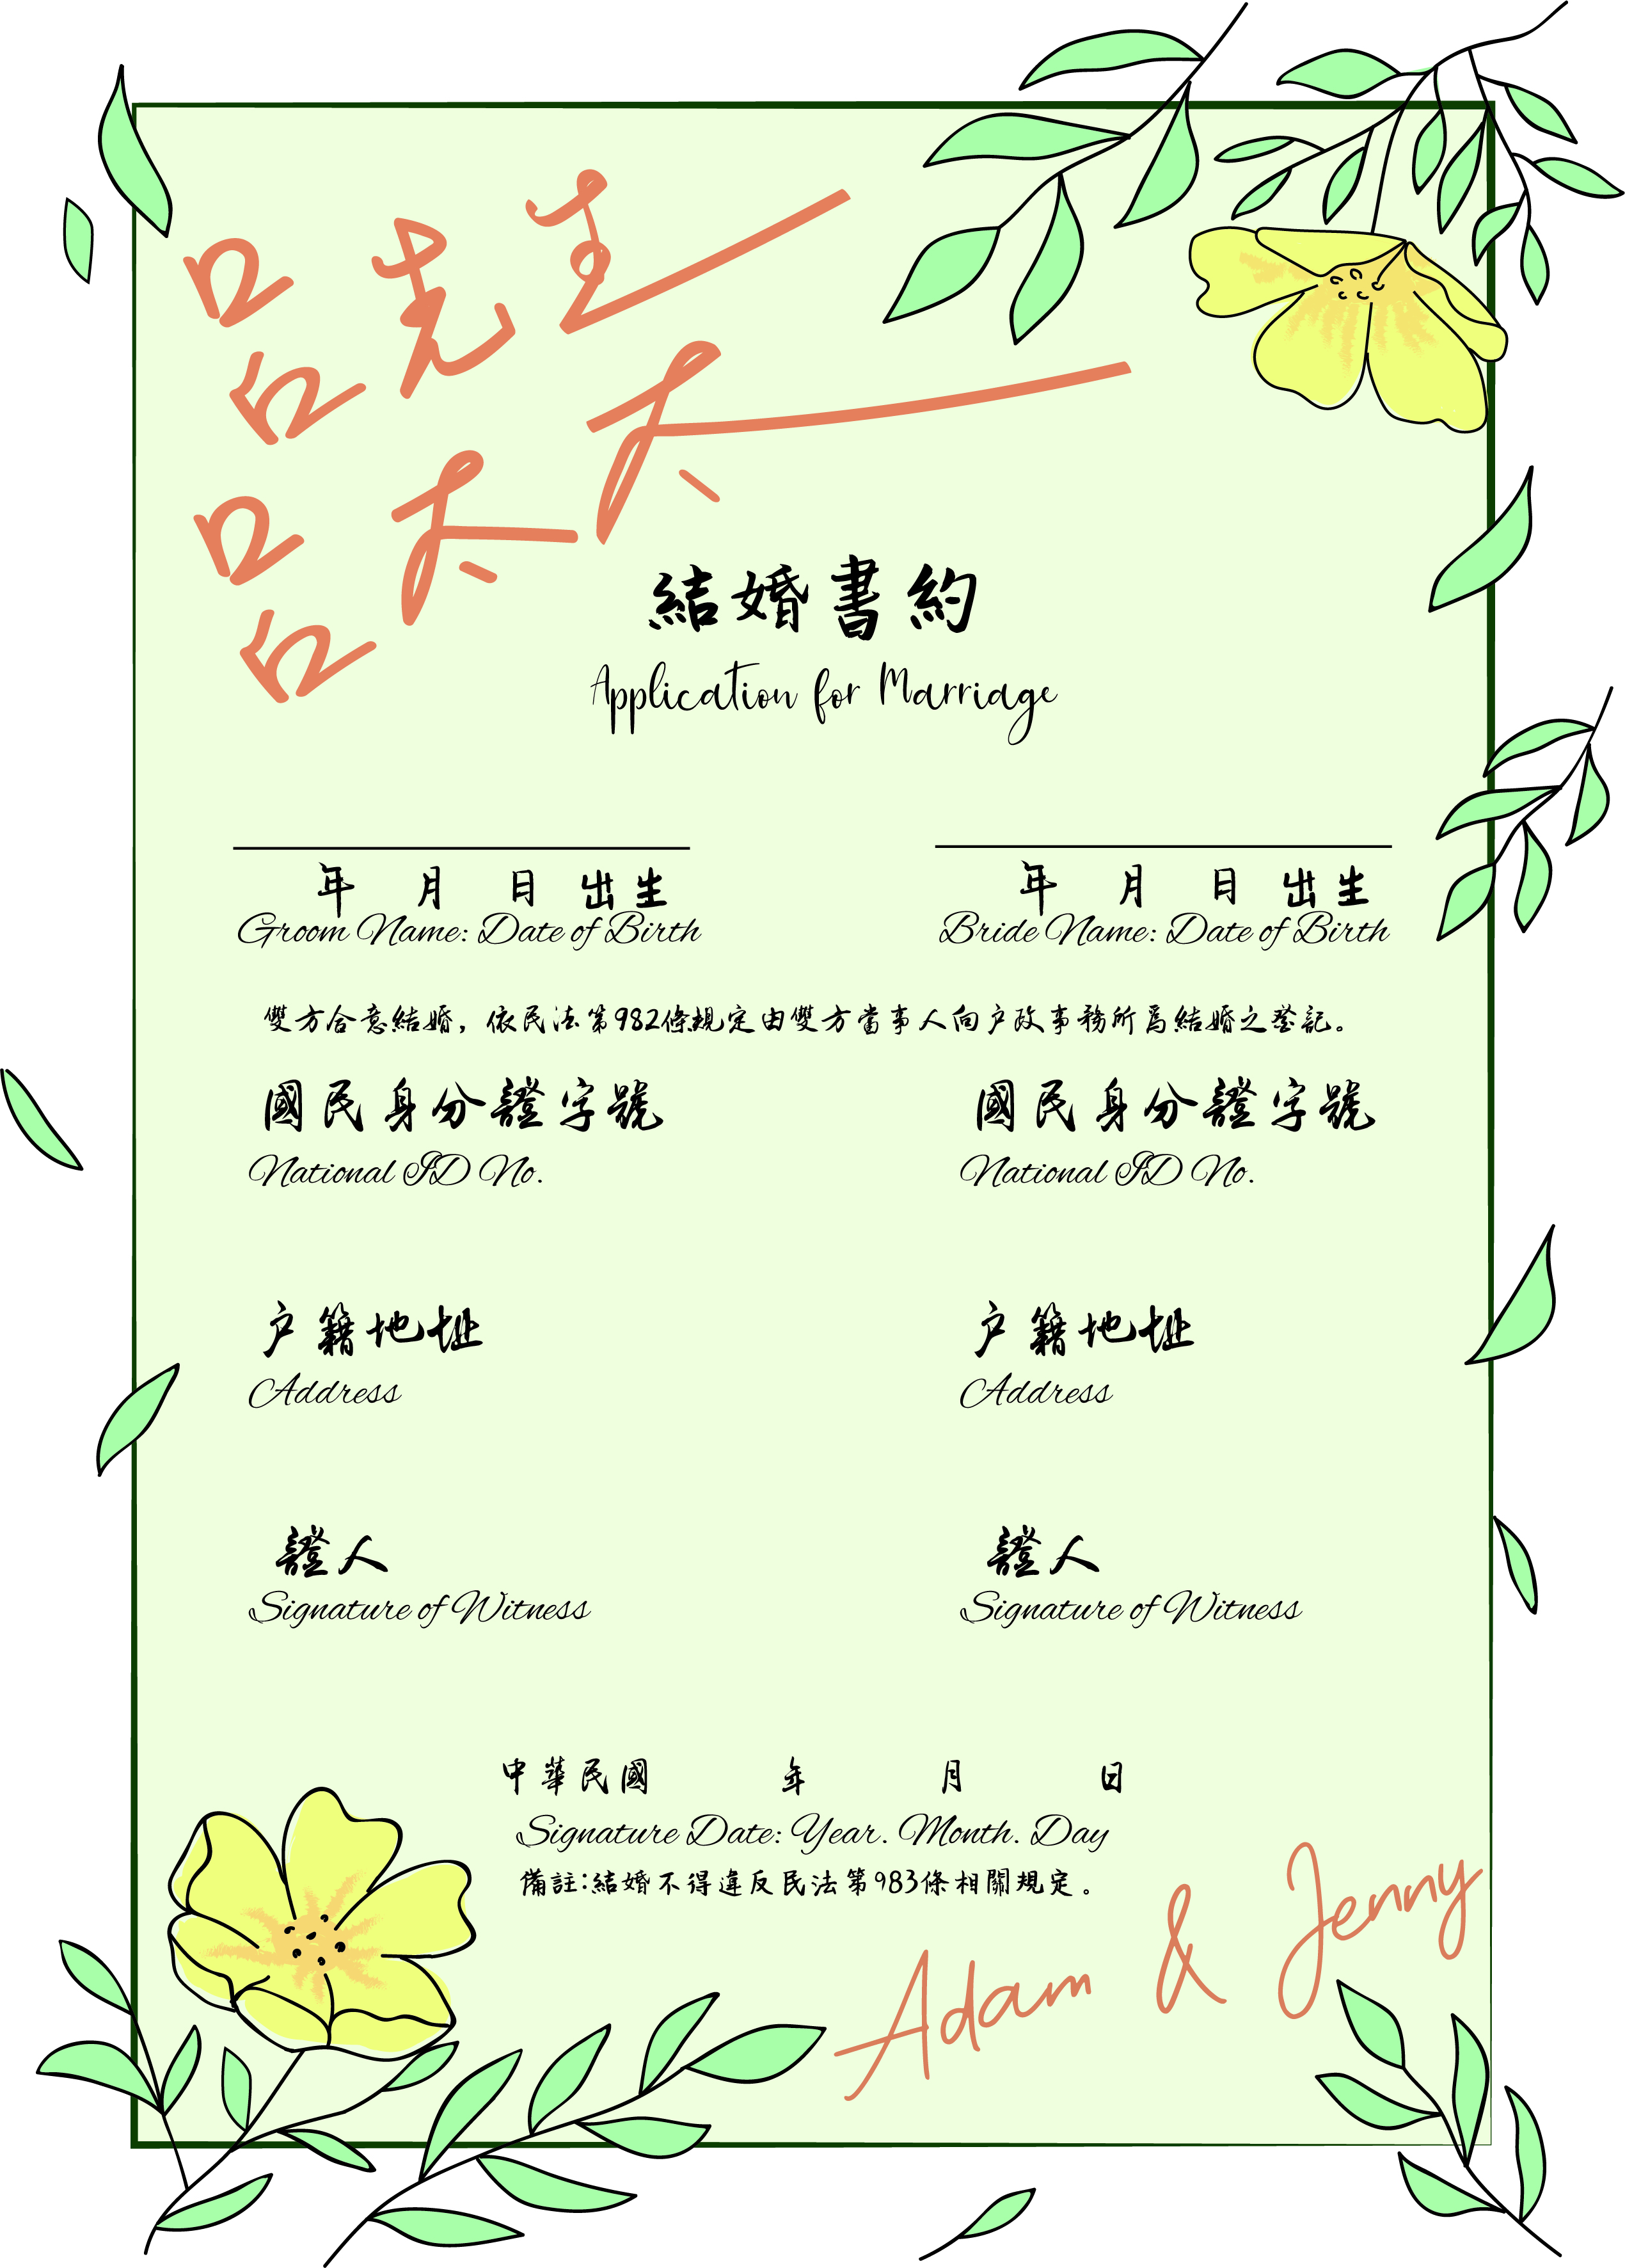 呂先生
呂太太
結婚書約
Application for Marriage
年 月 日 出生
Groom Name: Date of Birth
年 月 日 出生
Bride Name: Date of Birth
雙方合意結婚，依民法第982條規定由雙方當事人向戶政事務所為結婚之登記。
國民身分證字號
National ID No.
國民身分證字號
National ID No.
戶籍地址
Address
戶籍地址
Address
證人
Signature of Witness
證人
Signature of Witness
中華民國 年 月 日
Signature Date: Year. Month. Day
備註：結婚不得違反民法第983條相關規定。
Adam & Jenny